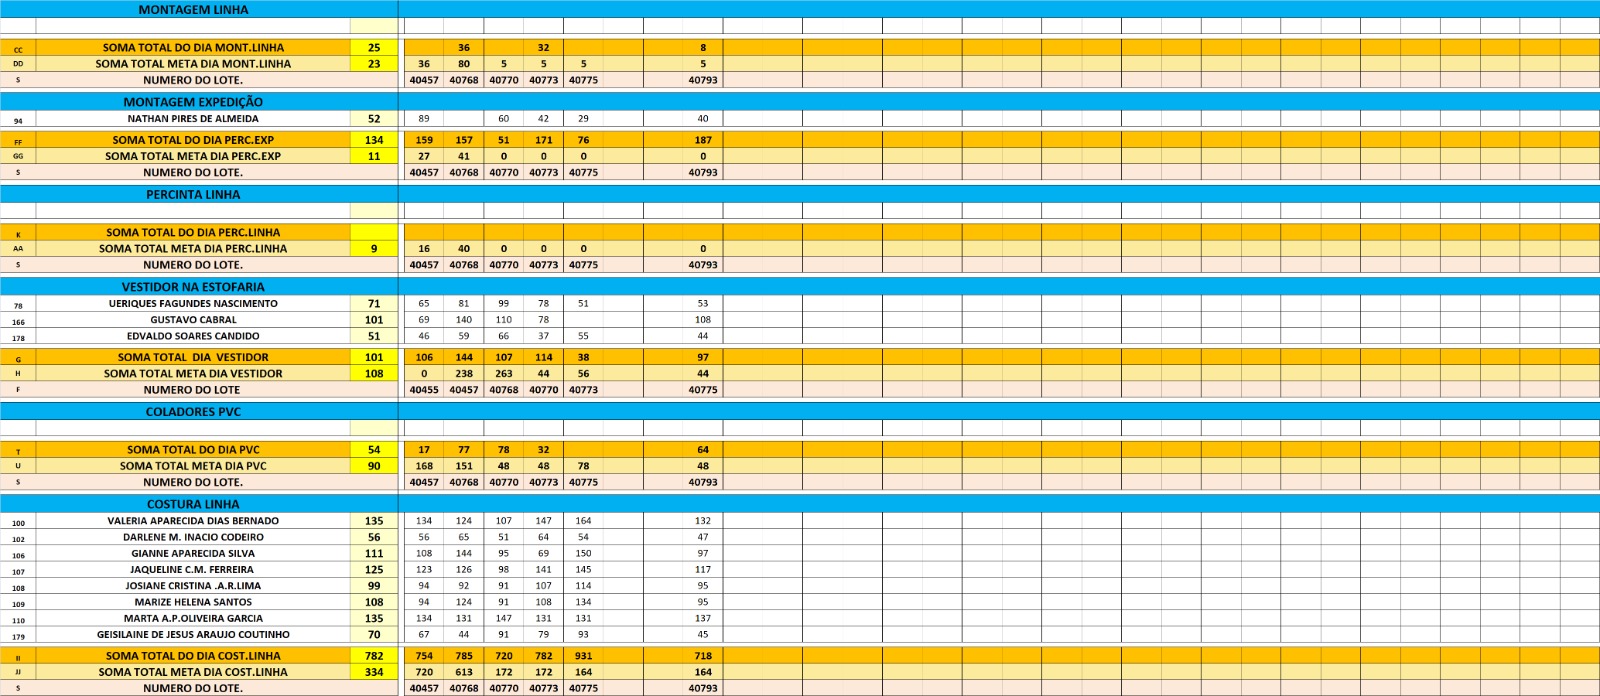 MONTAGEM LINHA
CC SOMA TOTAL DO DIA MONT.LINHA 25 36 32 8
DD SOMA TOTAL META DIA MONT.LINHA 23 36 80 5 5 5 5
S NUMERO DO LOTE. 40457 40768 40770 40773 40775 40793
MONTAGEM EXPEDIÇÃO
94 NATHAN PIRES DE ALMEIDA 52 89 60 42 29 40
FF SOMA TOTAL DO DIA PERC.EXP 134 159 157 51 171 76 187
GG SOMA TOTAL META DIA PERC.EXP 11 27 41 0 0 0 0
S NUMERO DO LOTE. 40457 40768 40770 40773 40775 40793
PERCINTA LINHA
K SOMA TOTAL DO DIA PERC.LINHA
AA SOMA TOTAL META DIA PERC.LINHA 9 16 40 0 0 0 0
S NUMERO DO LOTE. 40457 40768 40770 40773 40775 40793
VESTIDOR NA ESTOFARIA
78 UERIQUES FAGUNDES NASCIMENTO 71 65 81 99 78 51 53
166 GUSTAVO CABRAL 101 69 140 110 78 108
178 EDVALDO SOARES CANDIDO 51 46 59 66 37 55 44
G SOMA TOTAL DIA VESTIDOR 101 106 144 107 114 38 97
H SOMA TOTAL META DIA VESTIDOR 108 0 238 263 44 56 44
F NUMERO DO LOTE 40455 40457 40768 40770 40773 40775
COLADORES PVC
T SOMA TOTAL DO DIA PVC 54 17 77 78 32 64
U SOMA TOTAL META DIA PVC 90 168 151 48 48 78 48
S NUMERO DO LOTE. 40457 40768 40770 40773 40775 40793
COSTURA LINHA
100 VALERIA APARECIDA DIAS BERNADO 135 134 124 107 147 164 132
102 DARLENE M. INACIO CODEIRO 56 56 65 51 64 54 47
106 GIANNE APARECIDA SILVA 111 108 144 95 69 150 97
107 JAQUELINE C.M. FERREIRA 125 123 126 98 141 145 117
108 JOSIANE CRISTINA .A.R.LIMA 99 94 92 91 107 114 95
109 MARIZE HELENA SANTOS 108 94 124 91 108 134 95
110 MARTA A.P.OLIVEIRA GARCIA 135 134 131 147 131 131 137
179 GEISILAINE DE JESUS ARAUJO COUTINHO 70 67 44 91 79 93 45
II SOMA TOTAL DO DIA COST.LINHA 782 754 785 720 782 931 718
JJ SOMA TOTAL META DIA COST.LINHA 334 720 613 172 172 164 164
S NUMERO DO LOTE. 40457 40768 40770 40773 40775 40793